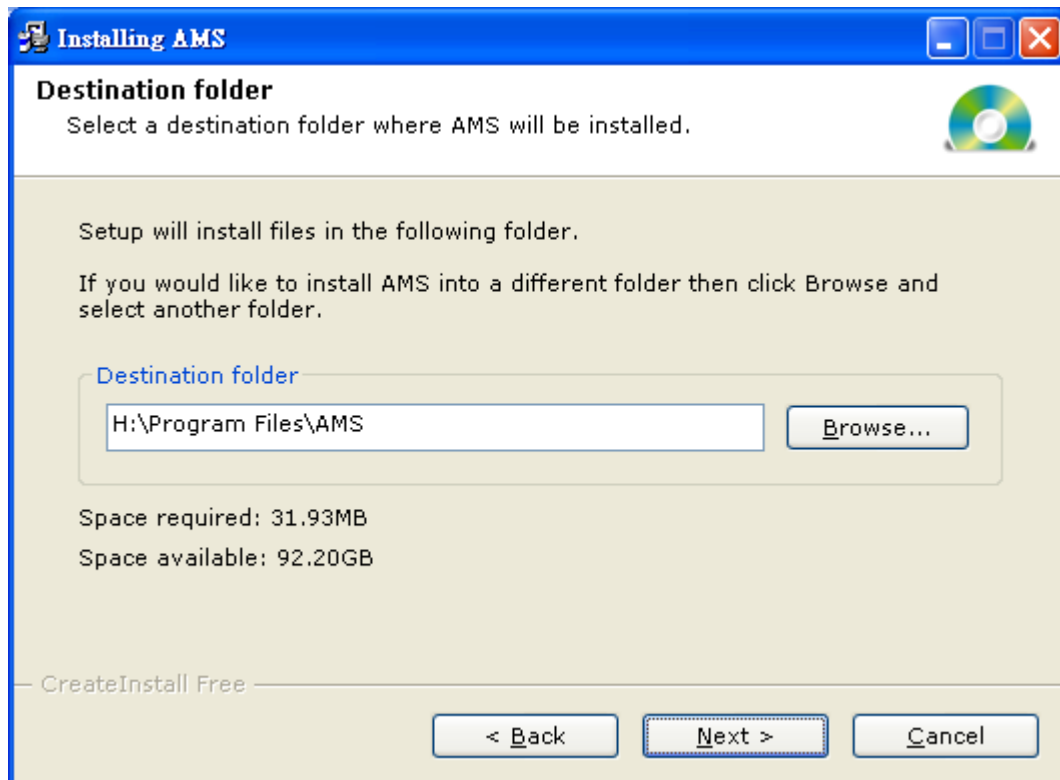 Installing AMS
Destination folder
Select a destination folder where AMS will be installed.
Setup will install files in the following folder.
If you would like to install AMS into a different folder then click Browse and
select another folder.
Destination folder
H:\Program Files\AMS
Browse...
Space required: 31.93MB
Space available: 92.20GB
CreateInstall Free
< Back
Next >
Cancel